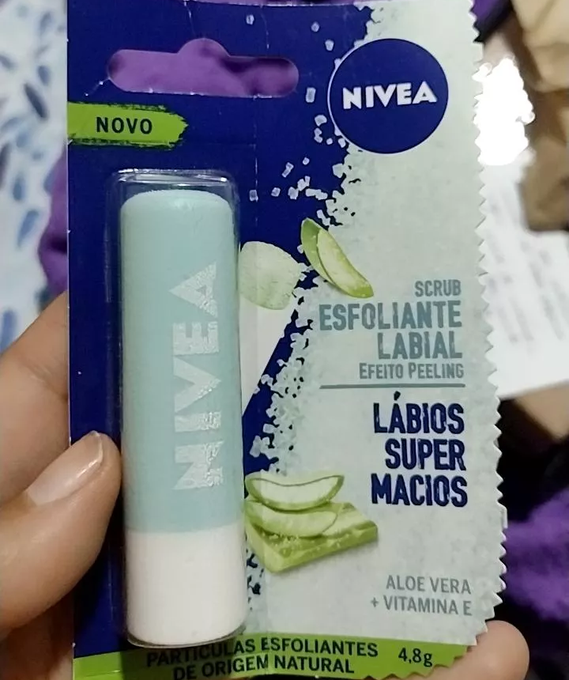 NIVEA
NOVO
NIVEA
SCRUB
ESFOLIANTE
LABIAL
EFEITO PEELING
LÁBIOS
SUPER
MACIOS
ALOE VERA
+ VITAMINA E
PARTÍCULAS ESFOLIANTES
DE ORIGEM NATURAL
4,8g